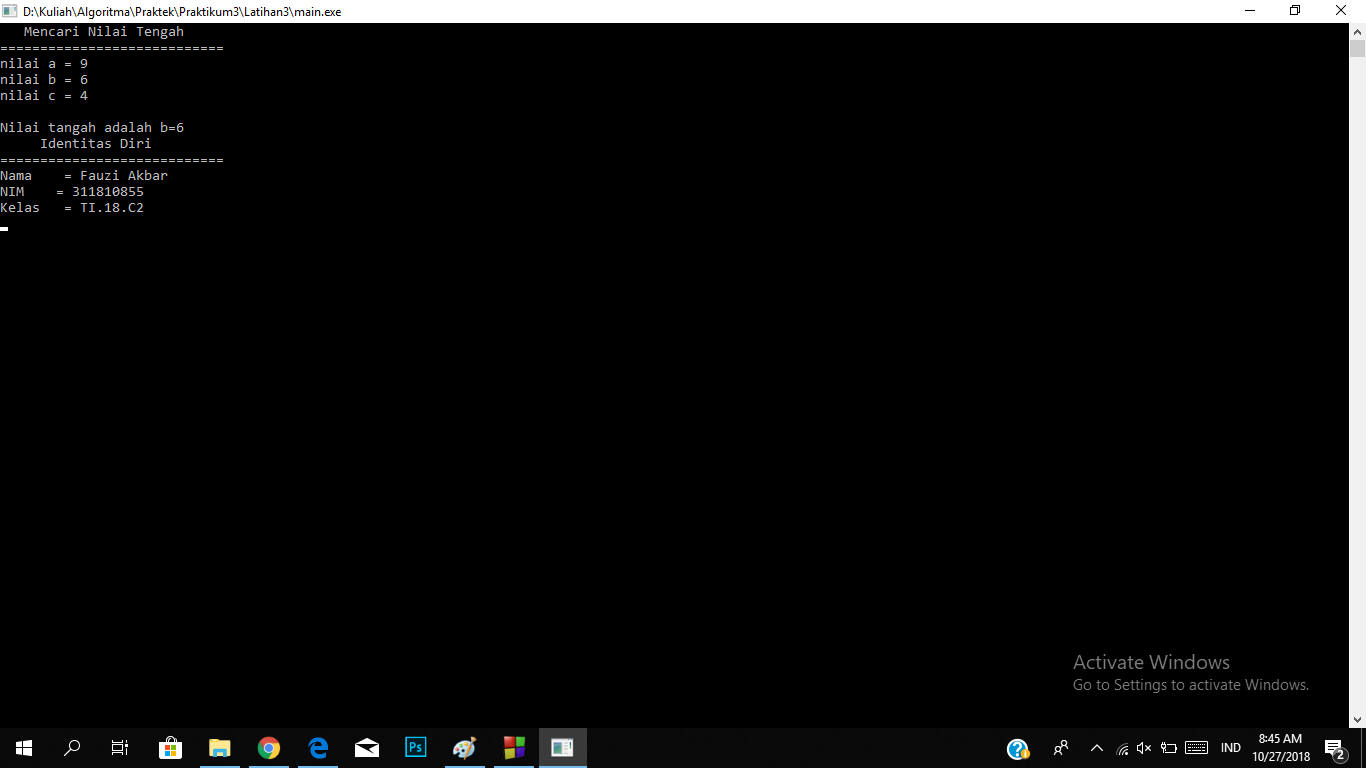 D:\Kuliah\Algoritma\Praktek\Praktikum3\Latihan3\main.exe
Mencari Nilai Tengah
============================
nilai a = 9
nilai b = 6
nilai c = 4
Nilai tangah adalah b=6
Identitas Diri
============================
Nama    = Fauzi Akbar
NIM    = 311810855
Kelas   = TI.18.C2
Activate Windows
Go to Settings to activate Windows.
Ps
IND
8:45 AM
10/27/2018
2